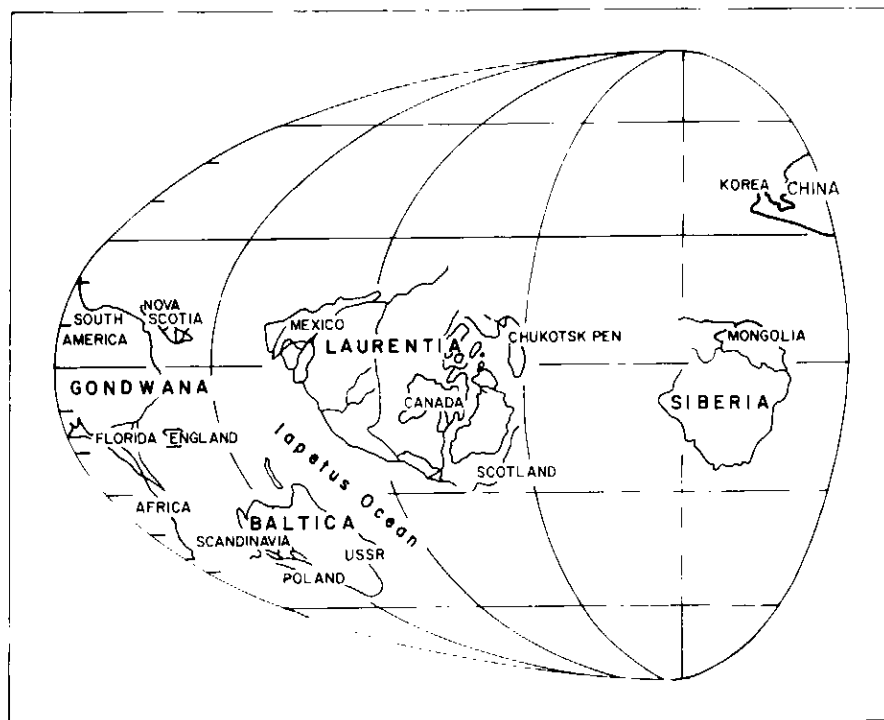 KOREA
CHINA
NOVA
SCOTIA
SOUTH
AMERICA
MEXICO
LAURENTIA
CHUKOTSK PEN
MONGOLIA
GONDWANA
CANADA
SIBERIA
FLORIDA
ENGLAND
Iapetus Ocean
SCOTLAND
AFRICA
BALTICA
SCANDINAVIA
USSR
POLAND